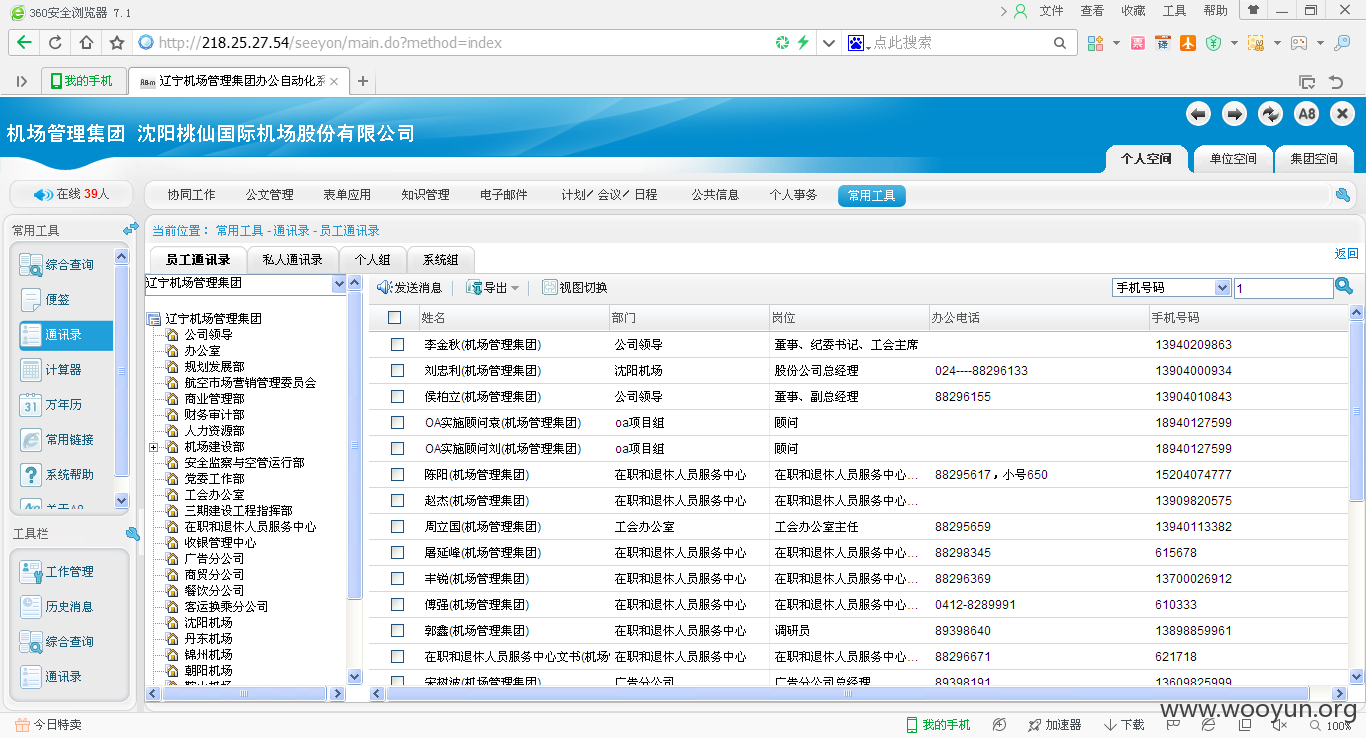 360安全浏览器 7.1
文件 查看 收藏 工具 帮助
http://218.25.27.54/seeyon/main.do?method=index
点此搜索
我的手机
辽宁机场管理集团办公自动化系
机场管理集团 沈阳桃仙国际机场股份有限公司
A8
个人空间 单位空间 集团空间
在线 39人
协同工作 公文管理 表单应用 知识管理 电子邮件 计划/ 会议/ 日程 公共信息 个人事务 常用工具
常用工具
综合查询
便签
通讯录
计算器
31 万年历
常用链接
系统帮助
工具栏
工作管理
历史消息
综合查询
通讯录
当前位置： 常用工具 - 通讯录 - 员工通讯录
返回
员工通讯录 私人通讯录 个人组 系统组
辽宁机场管理集团
辽宁机场管理集团
公司领导
办公室
规划发展部
航空市场营销管理委员会
商业管理部
财务审计部
人力资源部
机场建设部
安全监察与空管运行部
党委工作部
工会办公室
三期建设工程指挥部
在职和退休人员服务中心
收银管理中心
广告分公司
商贸分公司
餐饮分公司
客运换乘分公司
沈阳机场
丹东机场
锦州机场
朝阳机场
发送消息 导出 视图切换
手机号码 1
姓名 部门 岗位 办公电话 手机号码
李金秋(机场管理集团) 公司领导 董事、纪委书记、工会主席 13940209863
刘忠利(机场管理集团) 沈阳机场 股份公司总经理 024----88296133 13904000934
侯柏立(机场管理集团) 公司领导 董事、副总经理 88296155 13904010843
OA实施顾问袁(机场管理集团) oa项目组 顾问 18940127599
OA实施顾问刘(机场管理集团) oa项目组 顾问 18940127599
陈阳(机场管理集团) 在职和退休人员服务中心 在职和退休人员服务中心... 88295617，小号650 15204074777
赵杰(机场管理集团) 在职和退休人员服务中心 在职和退休人员服务中心... 13909820575
周立国(机场管理集团) 工会办公室 工会办公室主任 88295659 13940113382
屠延峰(机场管理集团) 在职和退休人员服务中心 在职和退休人员服务中心... 88298345 615678
丰锐(机场管理集团) 在职和退休人员服务中心 在职和退休人员服务中心... 88296369 13700026912
傅强(机场管理集团) 在职和退休人员服务中心 在职和退休人员服务中心... 0412-8289991 610333
郭鑫(机场管理集团) 在职和退休人员服务中心 调研员 89398640 13898859961
在职和退休人员服务中心文书(机场 在职和退休人员服务中心 在职和退休人员服务中心... 88296671 621718
宋树波(机场管理集团) 广告分公司 广告分公司总经理 89398191 13609825999
www.wooyun.org
今日特卖
我的手机 加速器 下载 100%